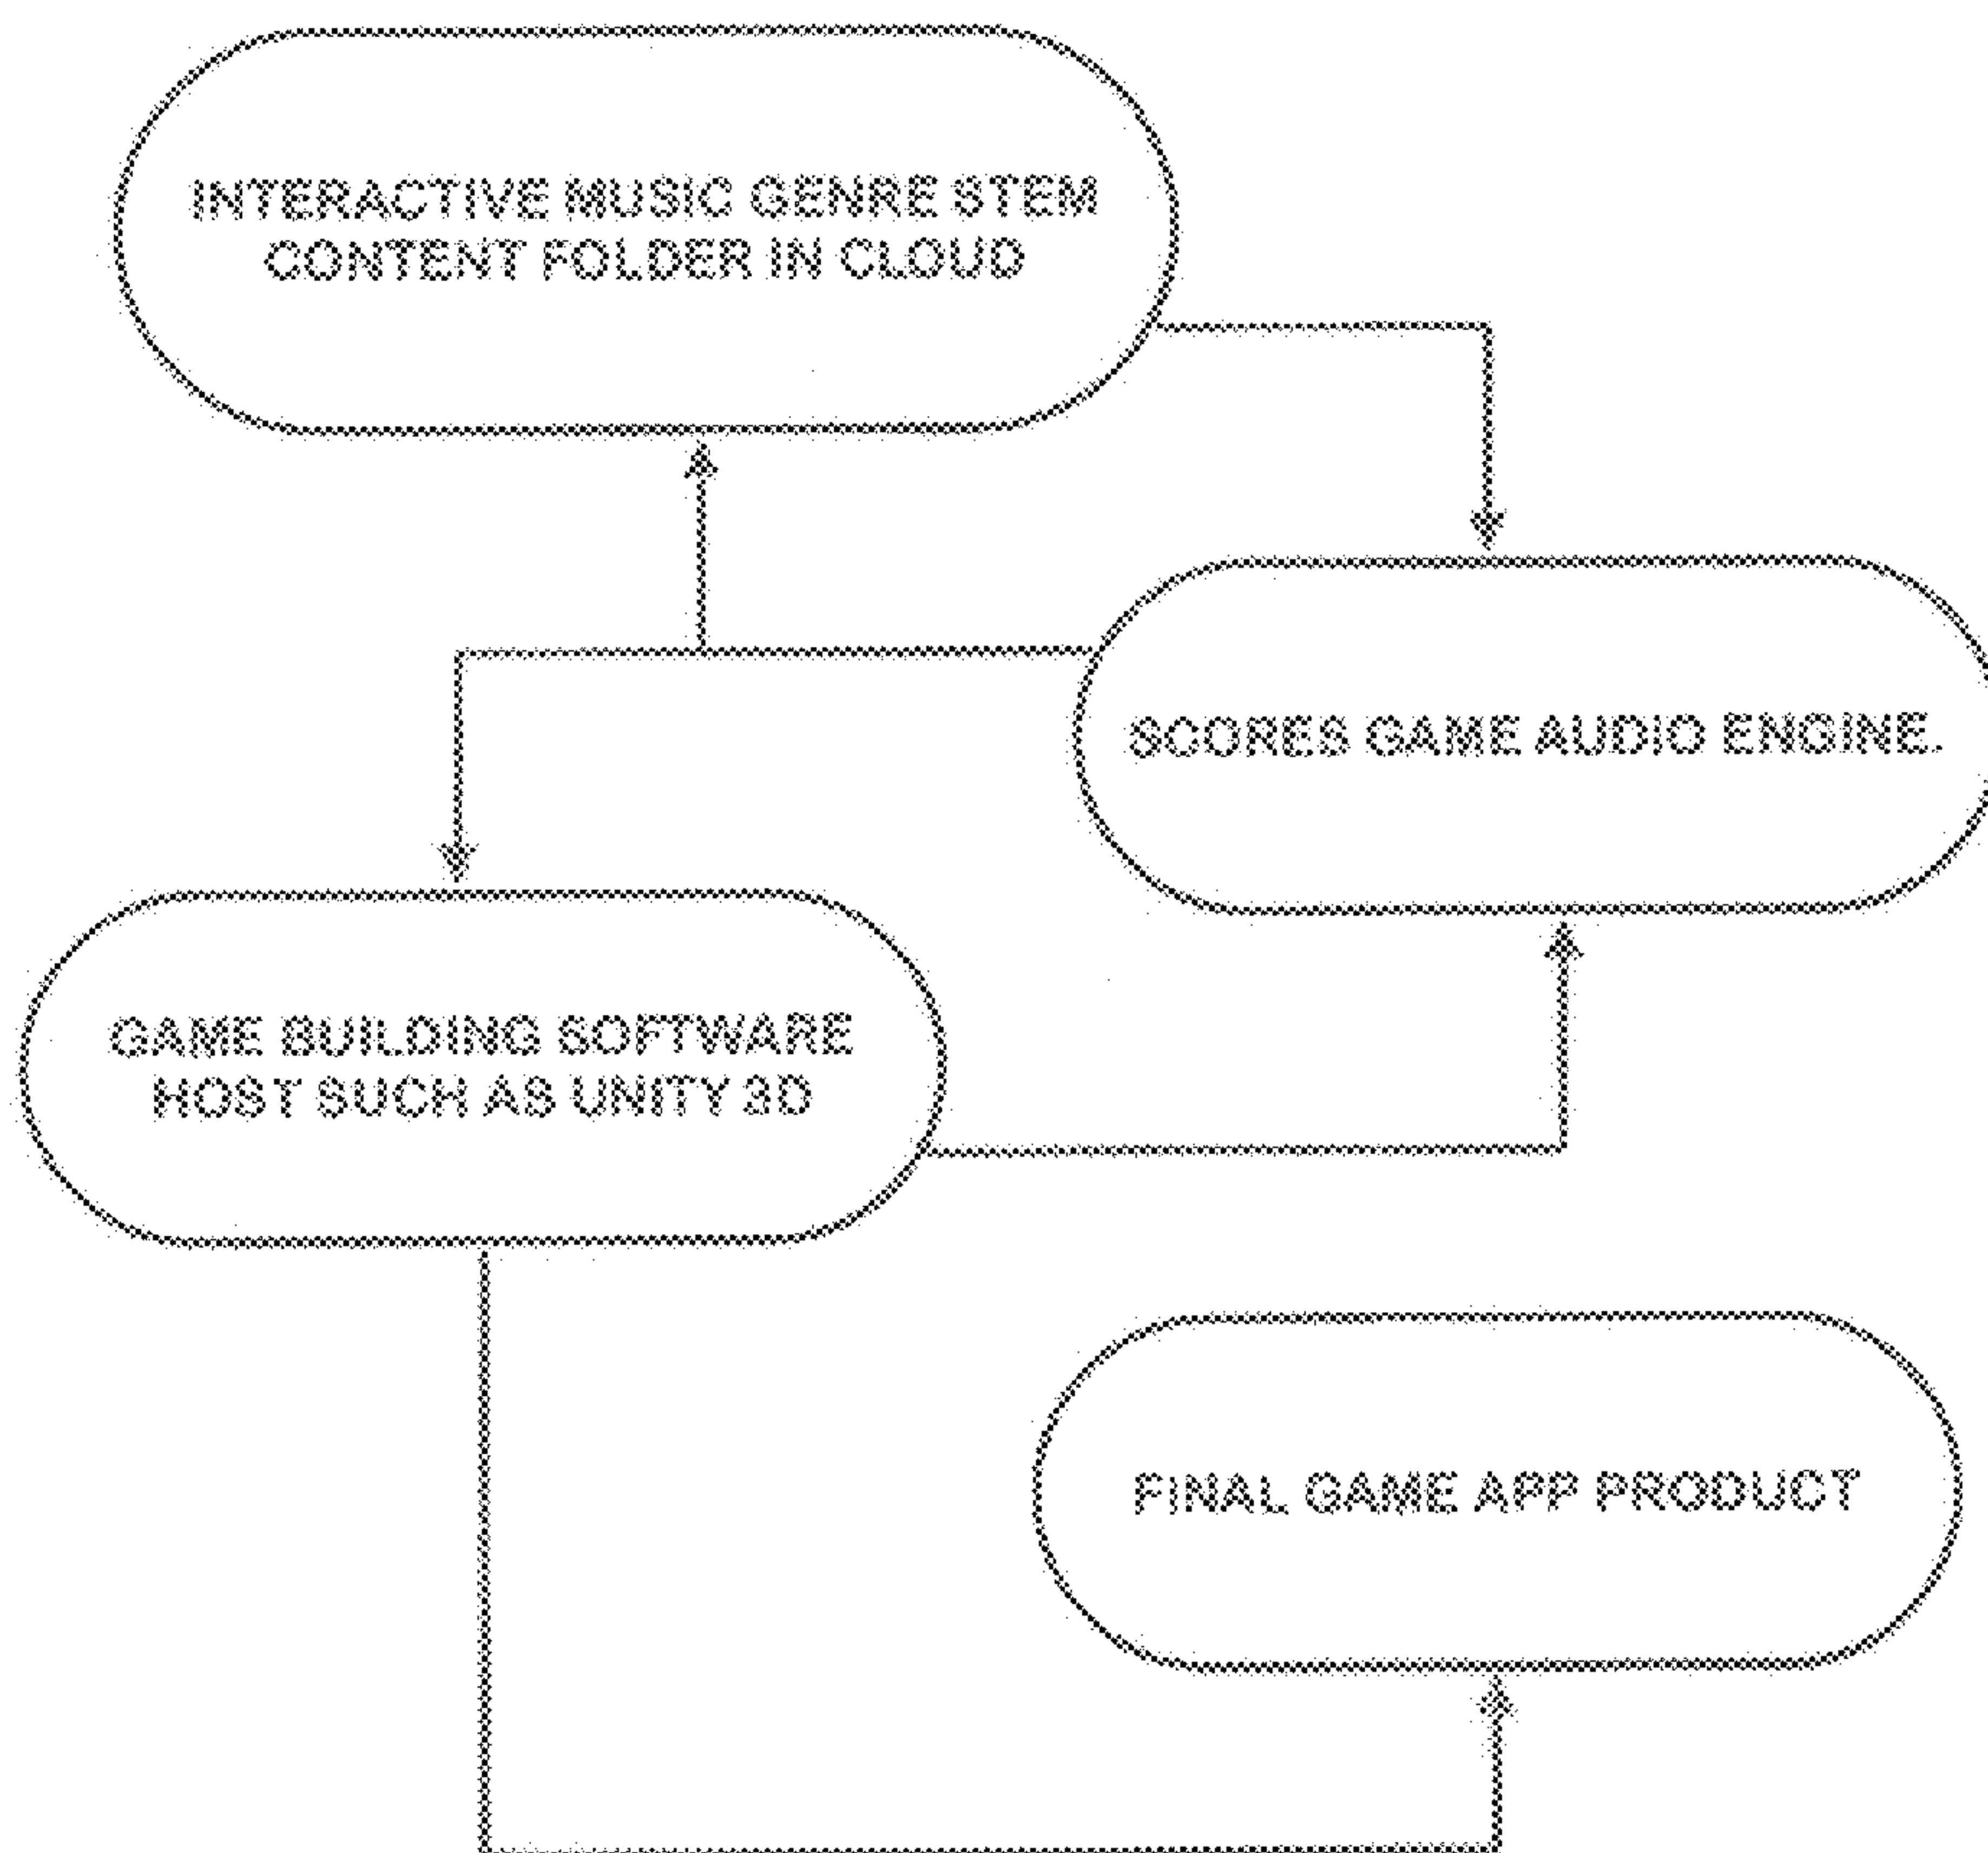 INTERACTIVE MUSIC GENRE STEM
CONTENT FOLDER IN CLOUD
SCORES GAME AUDIO ENGINE.
GAME BUILDING SOFTWARE
HOST SUCH AS UNITY 3D
FINAL GAME APP PRODUCT